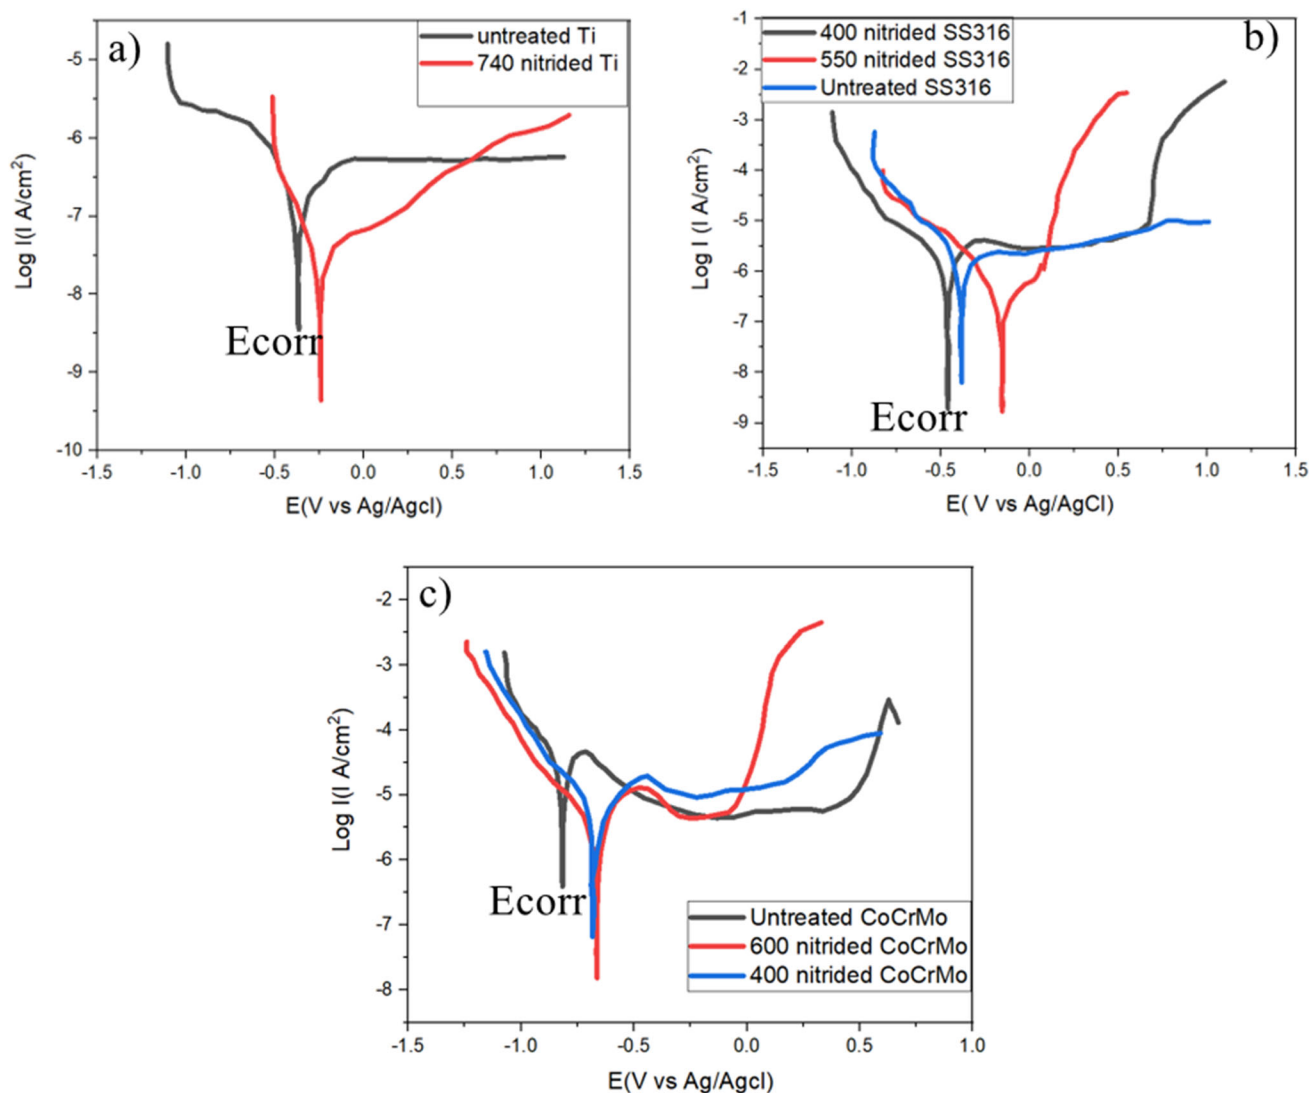 a)
untreated Ti
740 nitrided Ti
-5
-6
-7
-8
-9
-10
Log I(I A/cm2)
Ecorr
-1.5
-1.0
-0.5
0.0
0.5
1.0
1.5
E(V vs Ag/Agcl)
b)
400 nitrided SS316
550 nitrided SS316
Untreated SS316
-1
-2
-3
-4
-5
-6
-7
-8
-9
Log I (I A/cm2)
Ecorr
-1.5
-1.0
-0.5
0.0
0.5
1.0
1.5
E( V vs Ag/AgCl)
c)
-2
-3
-4
-5
-6
-7
-8
Log I(I A/cm2)
Ecorr
Untreated CoCrMo
600 nitrided CoCrMo
400 nitrided CoCrMo
-1.5
-1.0
-0.5
0.0
0.5
1.0
E(V vs Ag/Agcl)